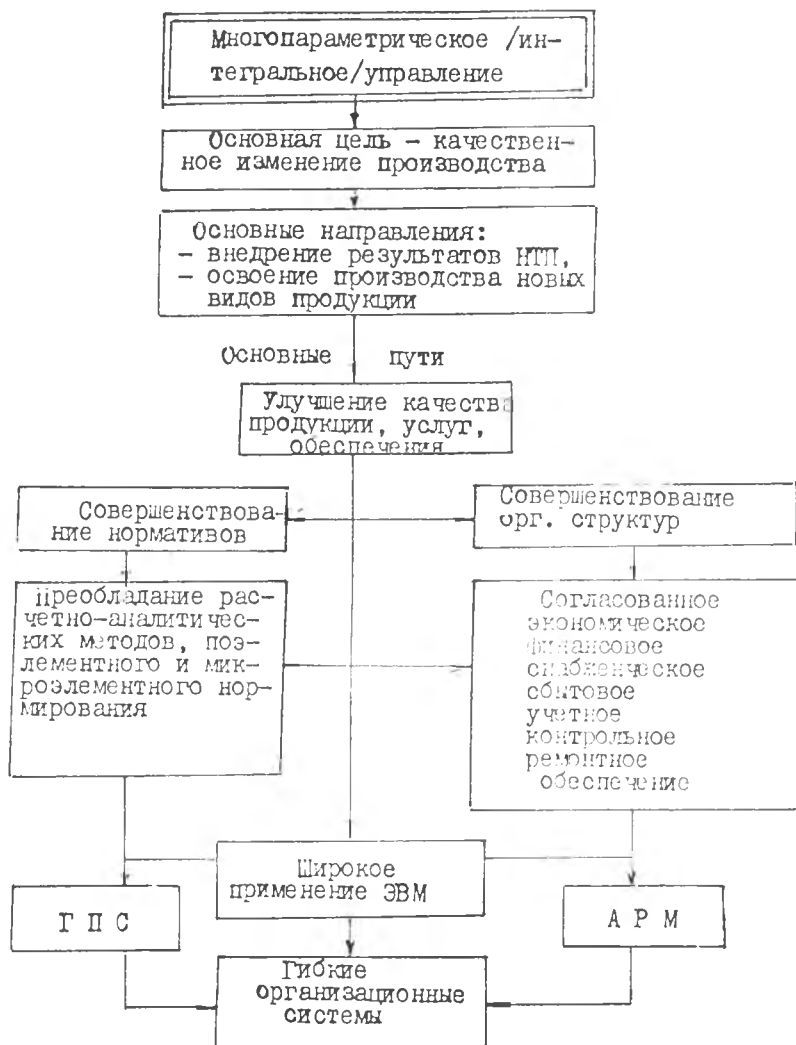 Многопараметрическое /ин-
тегральное/управление
Основная цель – качествен-
ное изменение производства
Основные направления:
– внедрение результатов НТП,
– освоение производства новых
видов продукции
Основные пути
Улучшение качества
продукции, услуг,
обеспечения
Совершенствова-
ние нормативов
Совершенствование
орг. структур
Преобладание рас-
четно-аналитичес-
ких методов, поэ-
лементного и мик-
роэлементного нор-
мирования
Согласованное
экономическое
финансовое
снабженческое
сбытовое
учетное
контрольное
ремонтное
обеспечение
Широкое
применение ЭВМ
Г П С
А Р М
Гибкие
организационные
системы